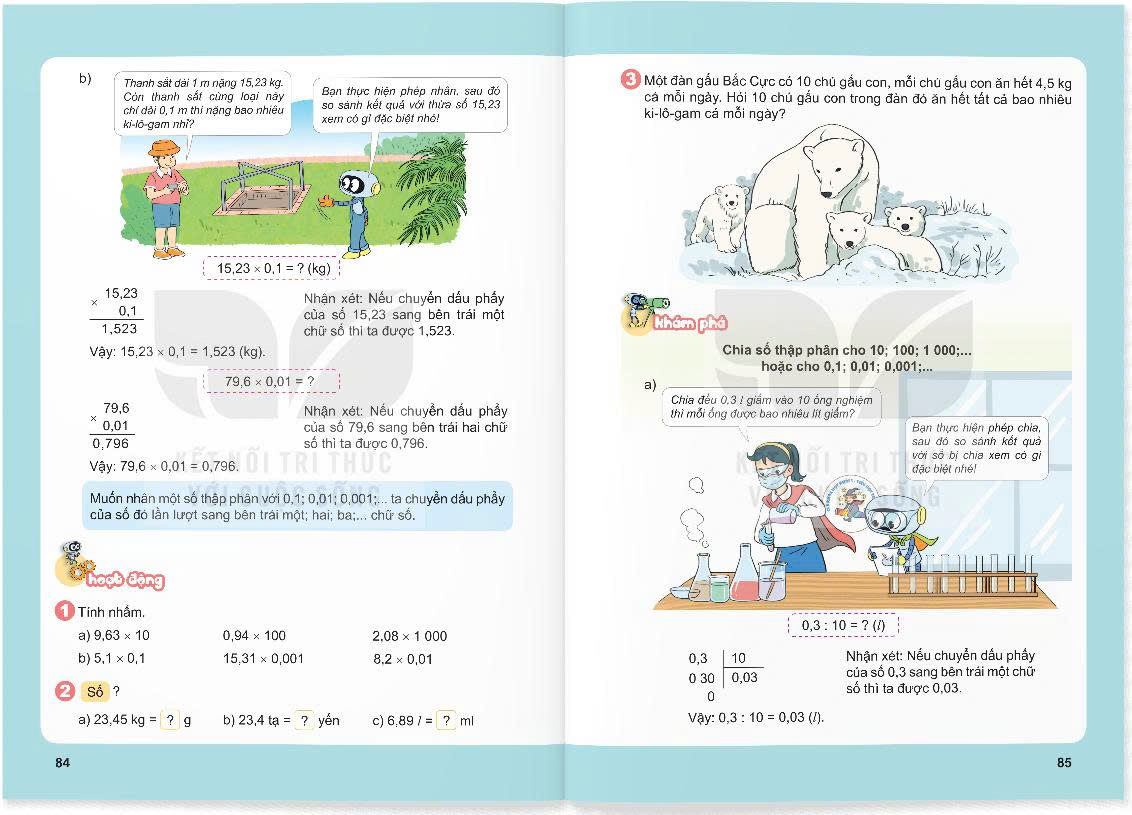 b)
Thanh sắt dài 1 m nặng 15,23 kg.
Còn thanh sắt cùng loại này
chỉ dài 0,1 m thì nặng bao nhiêu
ki-lô-gam nhỉ?
Bạn thực hiện phép nhân, sau đó
so sánh kết quả với thừa số 15,23
xem có gì đặc biệt nhé!
15,23 × 0,1 = ? (kg)
15,23
×
0,1
1,523
Nhận xét: Nếu chuyển dấu phẩy
của số 15,23 sang bên trái một
chữ số thì ta được 1,523.
Vậy: 15,23 × 0,1 = 1,523 (kg).
79,6 × 0,01 = ?
79,6
×
0,01
0,796
Nhận xét: Nếu chuyển dấu phẩy
của số 79,6 sang bên trái hai chữ
số thì ta được 0,796.
Vậy: 79,6 × 0,01 = 0,796.
KẾT NỐI TRI THỨC
VỚI CUỘC SỐNG
Muốn nhân một số thập phân với 0,1; 0,01; 0,001;... ta chuyển dấu phẩy
của số đó lần lượt sang bên trái một; hai; ba;... chữ số.
hoạt động
1 Tính nhẩm.
a) 9,63 × 10 0,94 × 100 2,08 × 1 000
b) 5,1 × 0,1 15,31 × 0,001 8,2 × 0,01
2 Số ?
a) 23,45 kg = ? g b) 23,4 tạ = ? yến c) 6,89 l = ? ml
84
3 Một đàn gấu Bắc Cực có 10 chú gấu con, mỗi chú gấu con ăn hết 4,5 kg
cá mỗi ngày. Hỏi 10 chú gấu con trong đàn đó ăn hết tất cả bao nhiêu
ki-lô-gam cá mỗi ngày?
khám phá
Chia số thập phân cho 10; 100; 1 000;...
hoặc cho 0,1; 0,01; 0,001;...
a)
Chia đều 0,3 l giấm vào 10 ống nghiệm
thì mỗi ống được bao nhiêu lít giấm?
Bạn thực hiện phép chia,
sau đó so sánh kết quả
với số bị chia xem có gì
đặc biệt nhé!
0,3 : 10 = ? (l)
0,3 10
0 30 0,03
0
Nhận xét: Nếu chuyển dấu phẩy
của số 0,3 sang bên trái một chữ
số thì ta được 0,03.
Vậy: 0,3 : 10 = 0,03 (l).
85